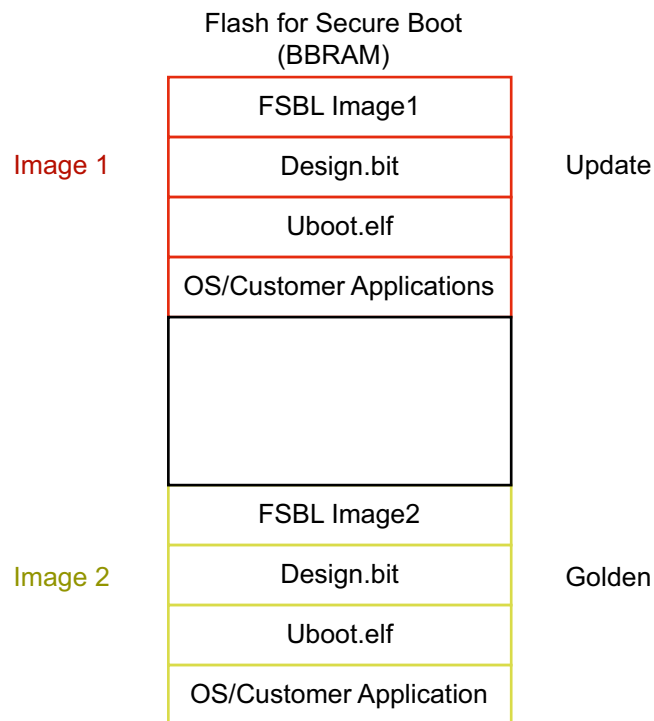 Flash for Secure Boot
(BBRAM)
FSBL Image1
Image 1
Design.bit
Update
Uboot.elf
OS/Customer Applications
FSBL Image2
Image 2
Design.bit
Golden
Uboot.elf
OS/Customer Application